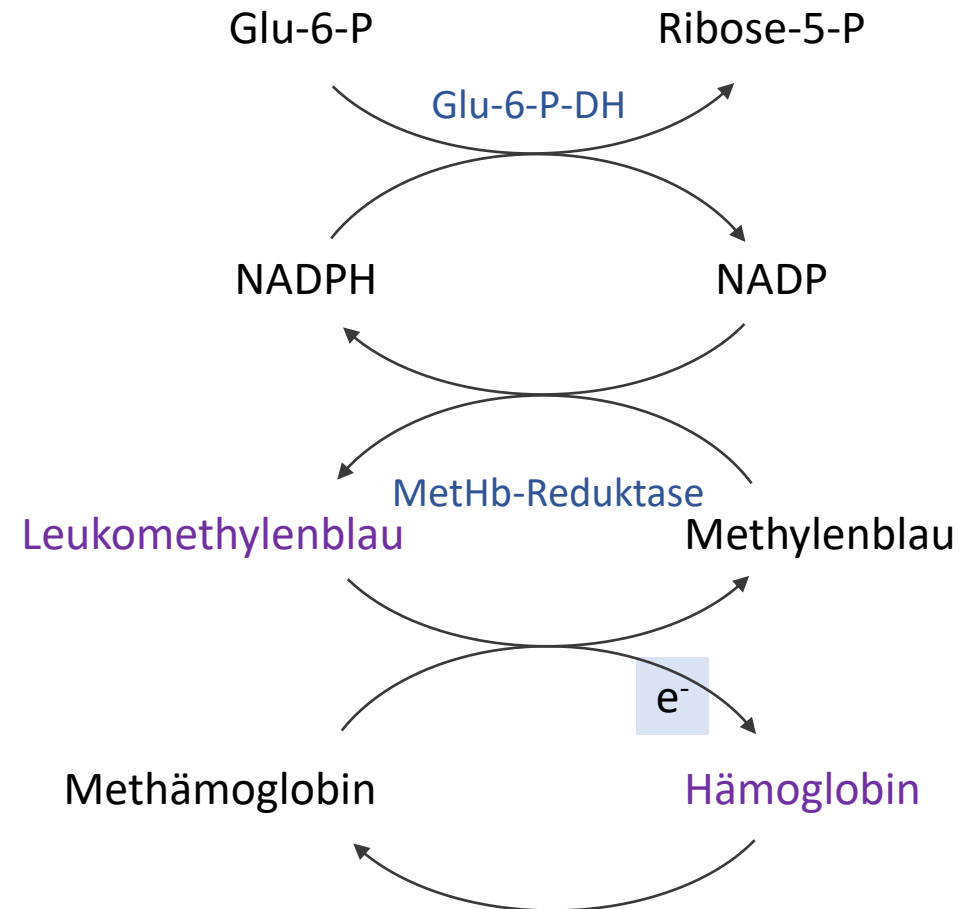 Glu-6-P
Ribose-5-P
Glu-6-P-DH
NADPH
NADP
MetHb-Reduktase
Leukomethylenblau
Methylenblau
e⁻
Methämoglobin
Hämoglobin